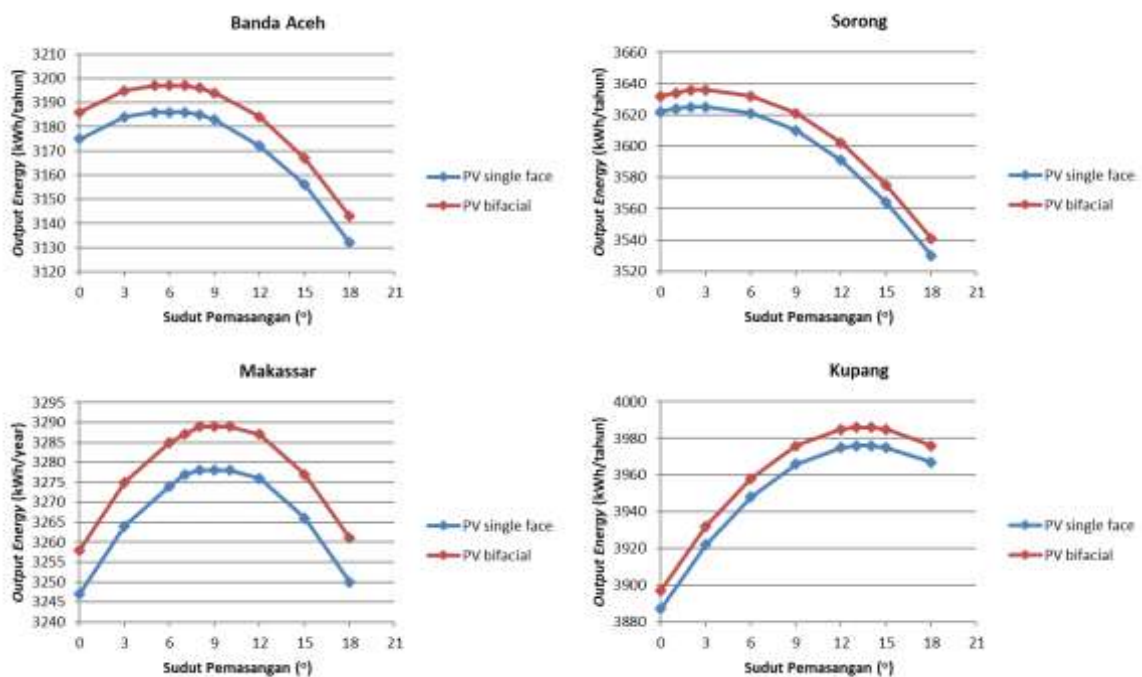 Banda Aceh
Output Energy (kWh/tahun)
3210
3200
3190
3180
3170
3160
3150
3140
3130
3120
0 3 6 9 12 15 18 21
Sudut Pemasangan (°)
PV single face
PV bifacial
Sorong
Output Energy (kWh/tahun)
3660
3640
3620
3600
3580
3560
3540
3520
0 3 6 9 12 15 18 21
Sudut Pemasangan (°)
PV single face
PV bifacial
Makassar
Output Energy (kWh/year)
3295
3290
3285
3280
3275
3270
3265
3260
3255
3250
3245
3240
0 3 6 9 12 15 18 21
Sudut Pemasangan (°)
PV single face
PV bifacial
Kupang
Output Energy (kWh/tahun)
4000
3980
3960
3940
3920
3900
3880
0 3 6 9 12 15 18 21
Sudut Pemasangan (°)
PV single face
PV bifacial